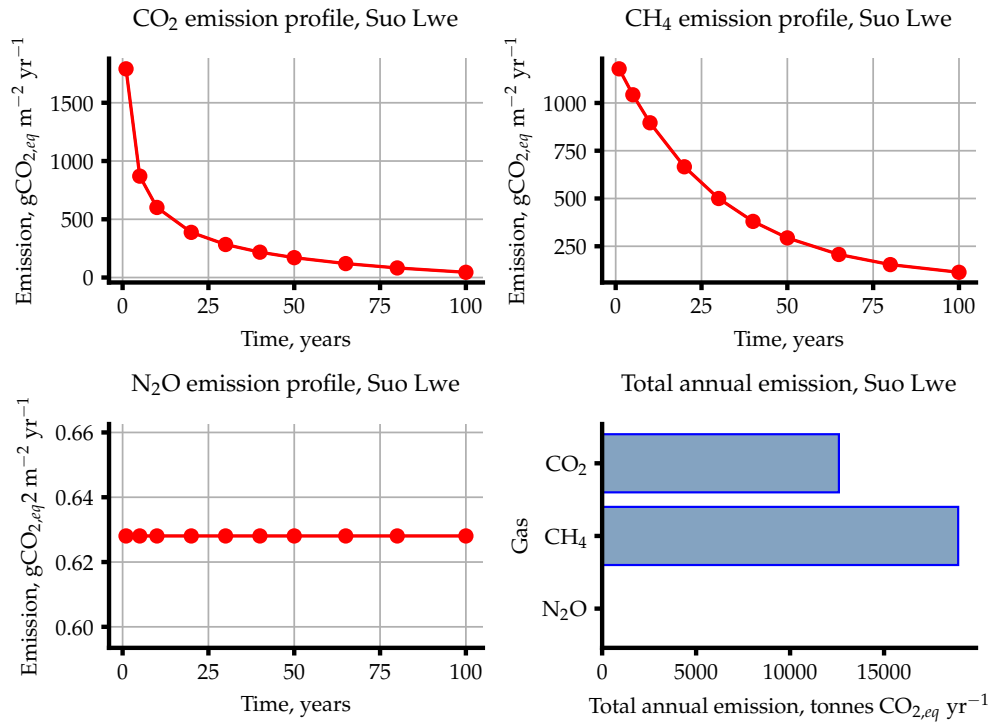 CO₂ emission profile, Suo Lwe
Emission, gCO₂,eq m⁻² yr⁻¹
1500
1000
500
0
0 25 50 75 100
Time, years
CH₄ emission profile, Suo Lwe
Emission, gCO₂,eq m⁻² yr⁻¹
1000
750
500
250
0 25 50 75 100
Time, years
N₂O emission profile, Suo Lwe
Emission, gCO₂,eq2 m⁻² yr⁻¹
0.66
0.64
0.62
0.60
0 25 50 75 100
Time, years
Total annual emission, Suo Lwe
Gas
CO₂
CH₄
N₂O
0 5000 10000 15000
Total annual emission, tonnes CO₂,eq yr⁻¹